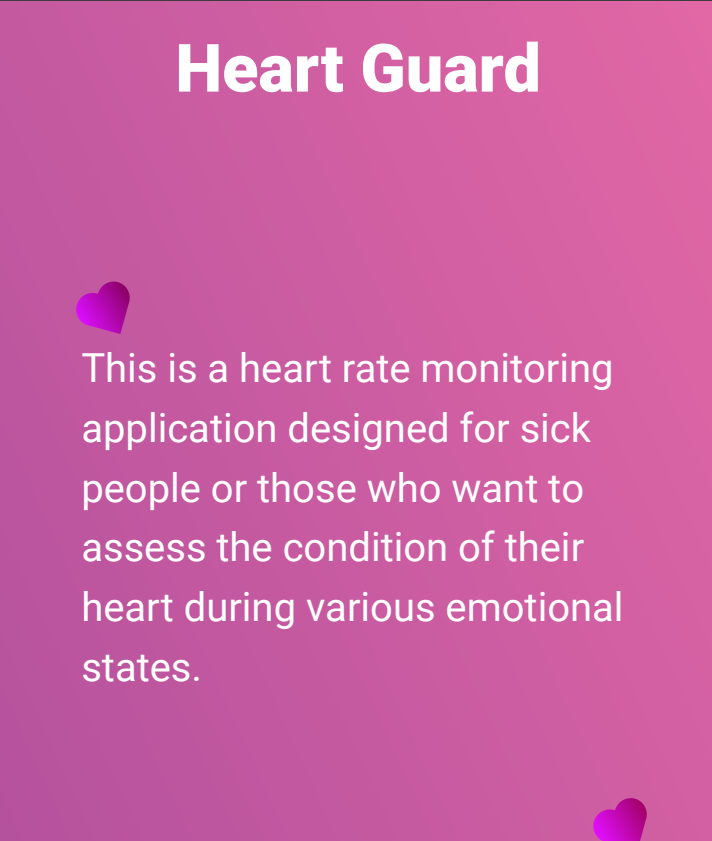 Heart Guard
This is a heart rate monitoring
application designed for sick
people or those who want to
assess the condition of their
heart during various emotional
states.